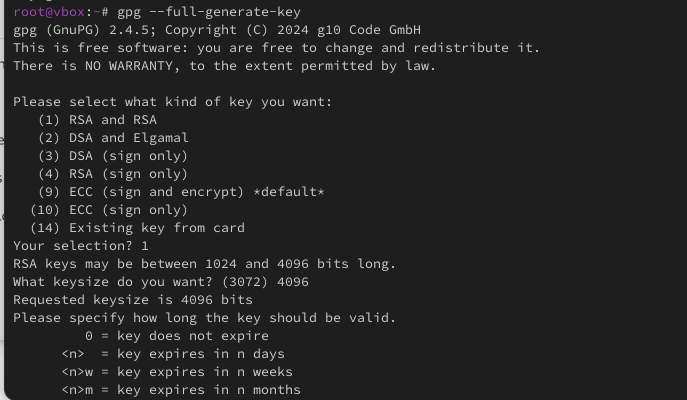 root@vbox:~# gpg --full-generate-key
gpg (GnuPG) 2.4.5; Copyright (C) 2024 g10 Code GmbH
This is free software: you are free to change and redistribute it.
There is NO WARRANTY, to the extent permitted by law.
Please select what kind of key you want:
(1) RSA and RSA
(2) DSA and Elgamal
(3) DSA (sign only)
(4) RSA (sign only)
(9) ECC (sign and encrypt) *default*
(10) ECC (sign only)
(14) Existing key from card
Your selection? 1
RSA keys may be between 1024 and 4096 bits long.
What keysize do you want? (3072) 4096
Requested keysize is 4096 bits
Please specify how long the key should be valid.
0 = key does not expire
<n>  = key expires in n days
<n>w = key expires in n weeks
<n>m = key expires in n months